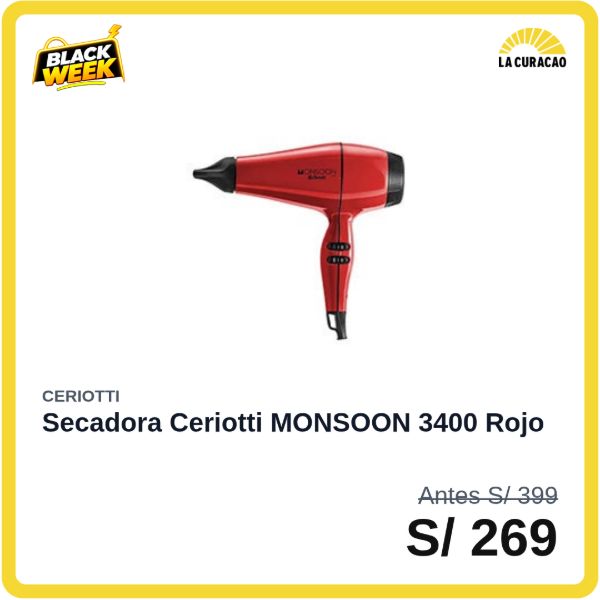 BLACK
WEEK
LA CURACAO
MONSOON
CERIOTTI
Secadora Ceriotti MONSOON 3400 Rojo
Antes S/ 399
S/ 269